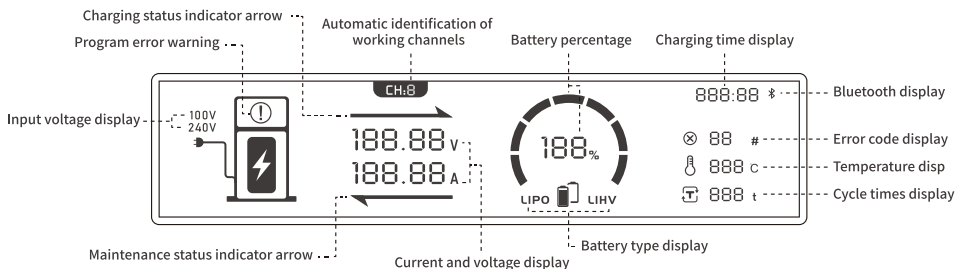 Charging status indicator arrow
Program error warning
Automatic identification of
working channels
Battery percentage
Charging time display
CH:8
888:88
Bluetooth display
Input voltage display
100V
240V
188.88 V
188.88 A
188%
88 #
Error code display
888 C
Temperature disp
T 888 t
Cycle times display
LIPO
LIHV
Maintenance status indicator arrow
Current and voltage display
Battery type display